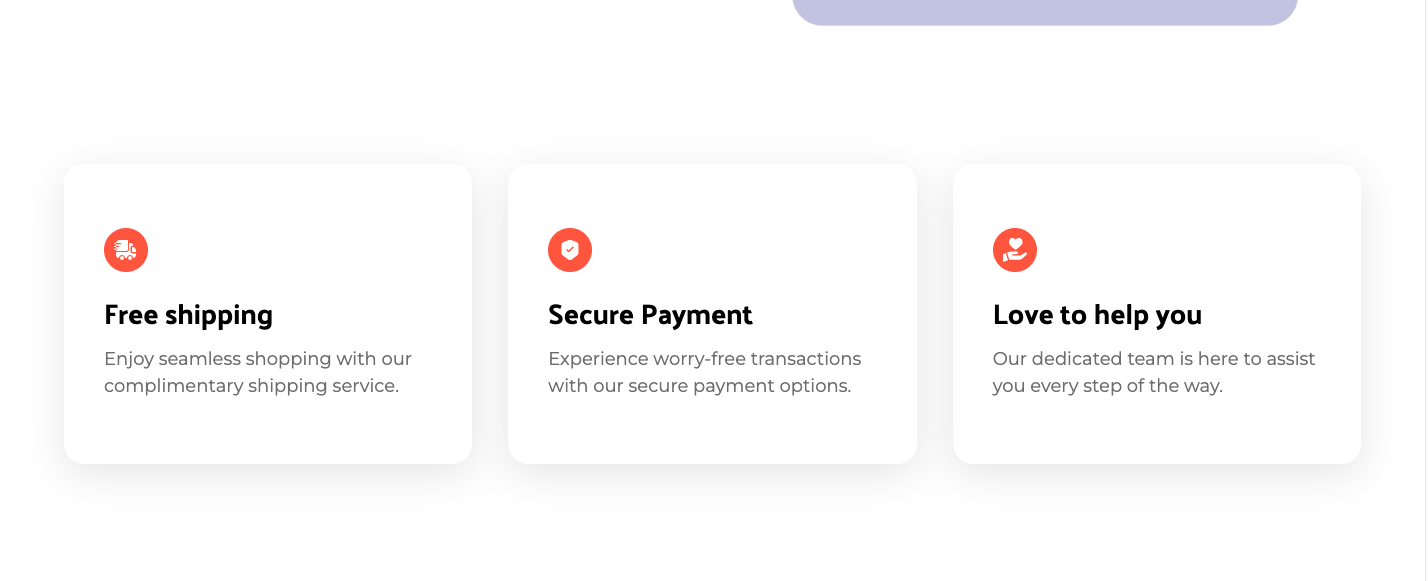 Free shipping
Enjoy seamless shopping with our
complimentary shipping service.
Secure Payment
Experience worry-free transactions
with our secure payment options.
Love to help you
Our dedicated team is here to assist
you every step of the way.